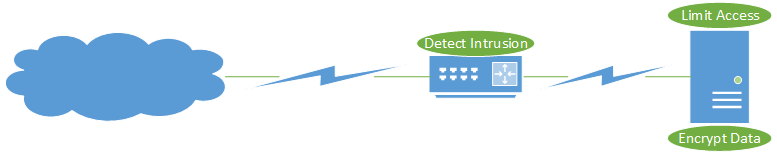 Limit Access
Detect Intrusion
Encrypt Data